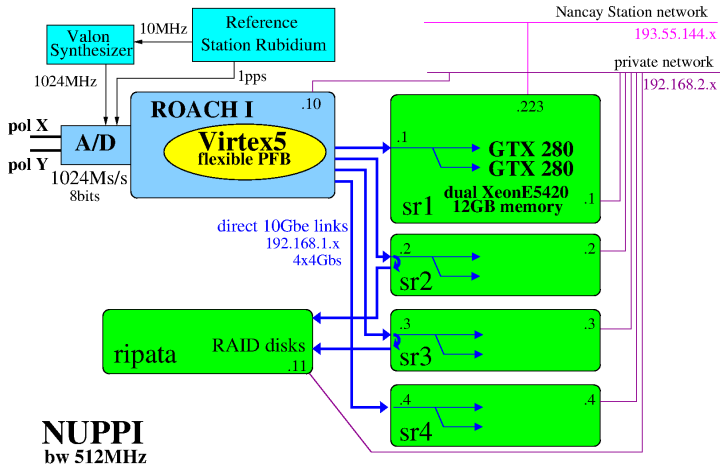 Valon
Synthesizer
10MHz
Reference
Station Rubidium
Nancay Station network
193.55.144.x
private network
192.168.2.x
1024MHz
1pps
ROACH I
.10
.223
pol X
pol Y
A/D
Virtex5
flexible PFB
1024Ms/s
8bits
.1
GTX 280
GTX 280
dual XeonE5420
12GB memory
sr1
.1
direct 10Gbe links
192.168.1.x
4x4Gbs
.2
sr2
.2
ripata
RAID disks
.11
.3
sr3
.3
.4
sr4
.4
NUPPI
bw 512MHz